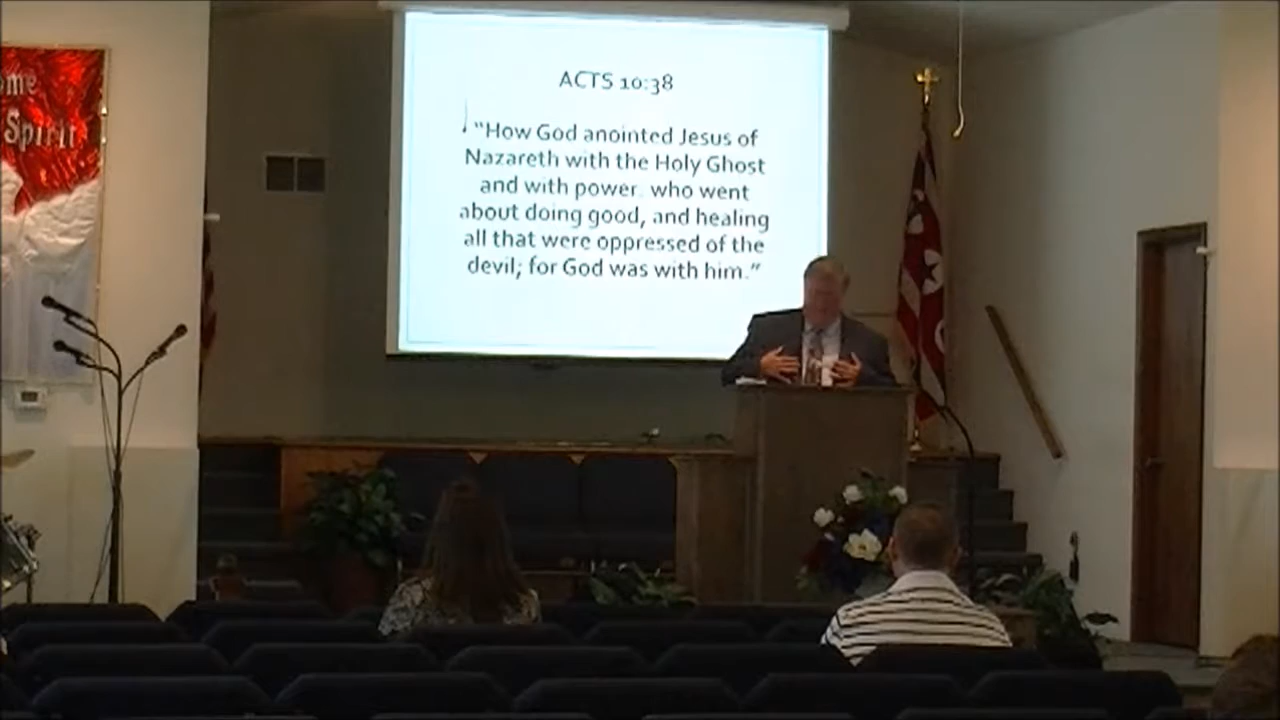 ome
Spirit
ACTS 10:38
"How God anointed Jesus of
Nazareth with the Holy Ghost
and with power. who went
about doing good, and healing
all that were oppressed of the
devil; for God was with him."